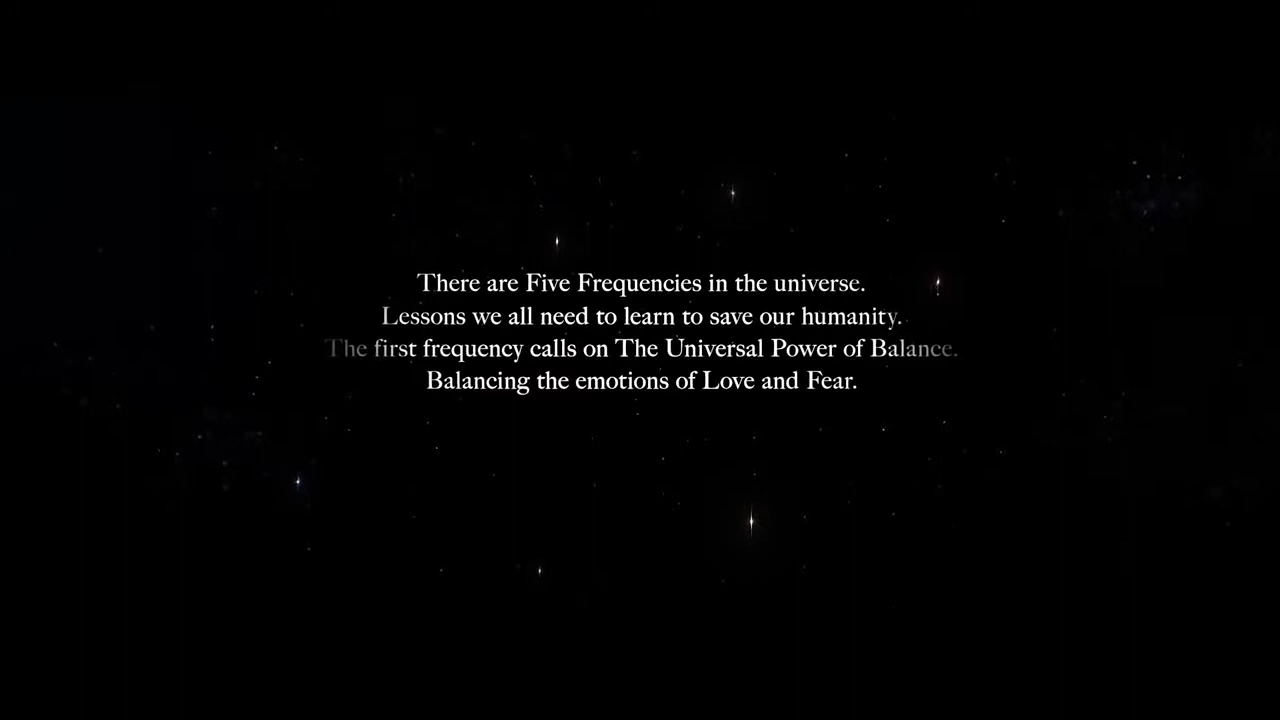 There are Five Frequencies in the universe.
Lessons we all need to learn to save our humanity.
The first frequency calls on The Universal Power of Balance.
Balancing the emotions of Love and Fear.